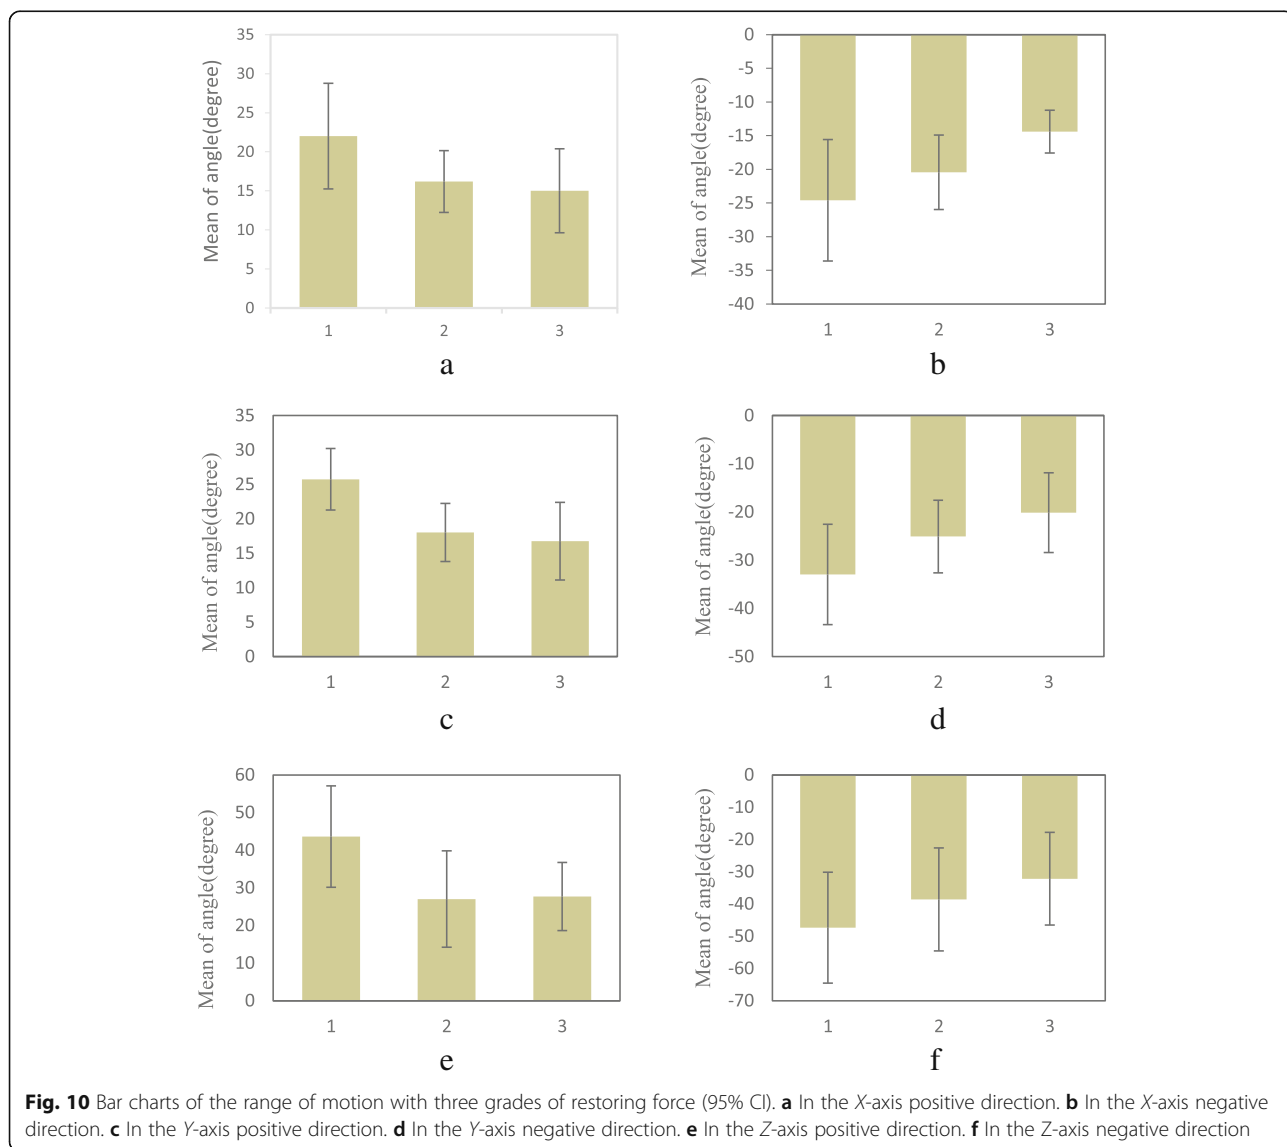 35
30
25
20
15
10
5
0
Mean of angle(degree)
1 2 3
a
0
-5
-10
-15
-20
-25
-30
-35
-40
Mean of angle(degree)
1 2 3
b
35
30
25
20
15
10
5
0
Mean of angle(degree)
1 2 3
c
0
-10
-20
-30
-40
-50
Mean of angle(degree)
1 2 3
d
60
50
40
30
20
10
0
Mean of angle(degree)
1 2 3
e
0
-10
-20
-30
-40
-50
-60
-70
Mean of angle(degree)
1 2 3
f
Fig. 10 Bar charts of the range of motion with three grades of restoring force (95% CI). a In the X-axis positive direction. b In the X-axis negative
direction. c In the Y-axis positive direction. d In the Y-axis negative direction. e In the Z-axis positive direction. f In the Z-axis negative direction